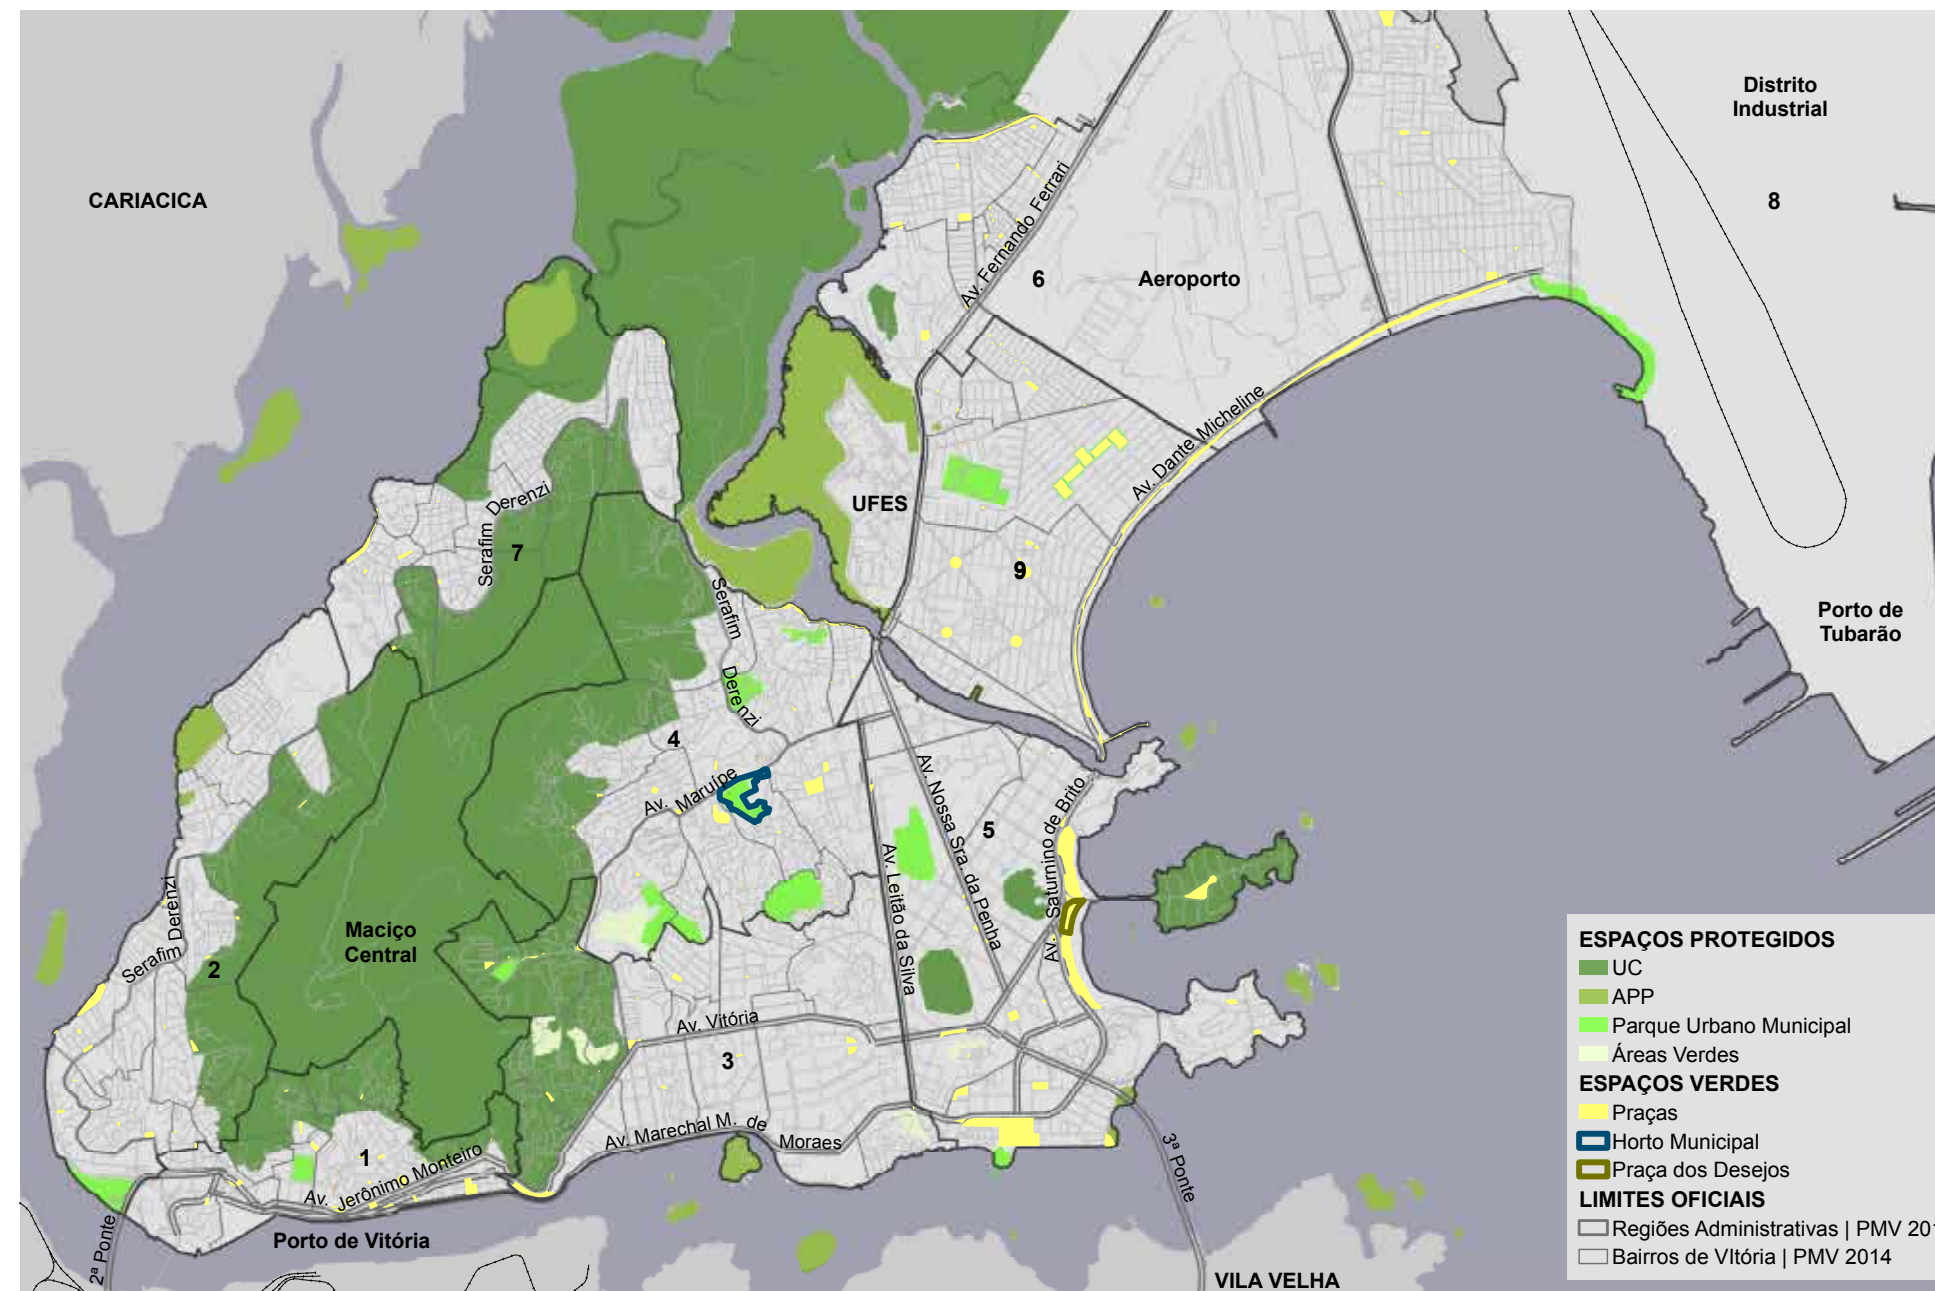 Distrito
Industrial
CARIACICA
8
Av. Fernando Ferrari
6
Aeroporto
Av. Dante Micheline
Serafim
Derenzi
UFES
7
9
Serafim
Derenzi
Porto de
Tubarão
4
Av. Maruípe
Av. Nossa Sra. da Penha
Av. Saturnino de Brito
5
Av. Leitão da Silva
Serafim Derenzi
Maciço
Central
2
Av. Vitória
3
Av. Marechal M. de Moraes
1
Av. Jerônimo Monteiro
3ª Ponte
2ª Ponte
Porto de Vitória
VILA VELHA
ESPAÇOS PROTEGIDOS
UC
APP
Parque Urbano Municipal
Áreas Verdes
ESPAÇOS VERDES
Praças
Horto Municipal
Praça dos Desejos
LIMITES OFICIAIS
Regiões Administrativas | PMV 201
Bairros de VItória | PMV 2014